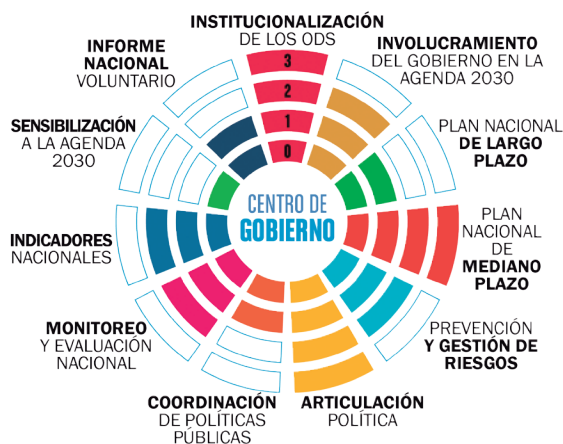 INSTITUCIONALIZACIÓN
DE LOS ODS
3
2
1
0
INVOLUCRAMIENTO
DEL GOBIERNO EN LA
AGENDA 2030
PLAN NACIONAL
DE LARGO
PLAZO
PLAN
NACIONAL
DE
MEDIANO
PLAZO
PREVENCIÓN
Y GESTIÓN DE
RIESGOS
ARTICULACIÓN
POLÍTICA
COORDINACIÓN
DE POLÍTICAS
PÚBLICAS
MONITOREO
Y EVALUACIÓN
NACIONAL
INDICADORES
NACIONALES
SENSIBILIZACIÓN
A LA AGENDA
2030
INFORME
NACIONAL
VOLUNTARIO
CENTRO DE
GOBIERNO